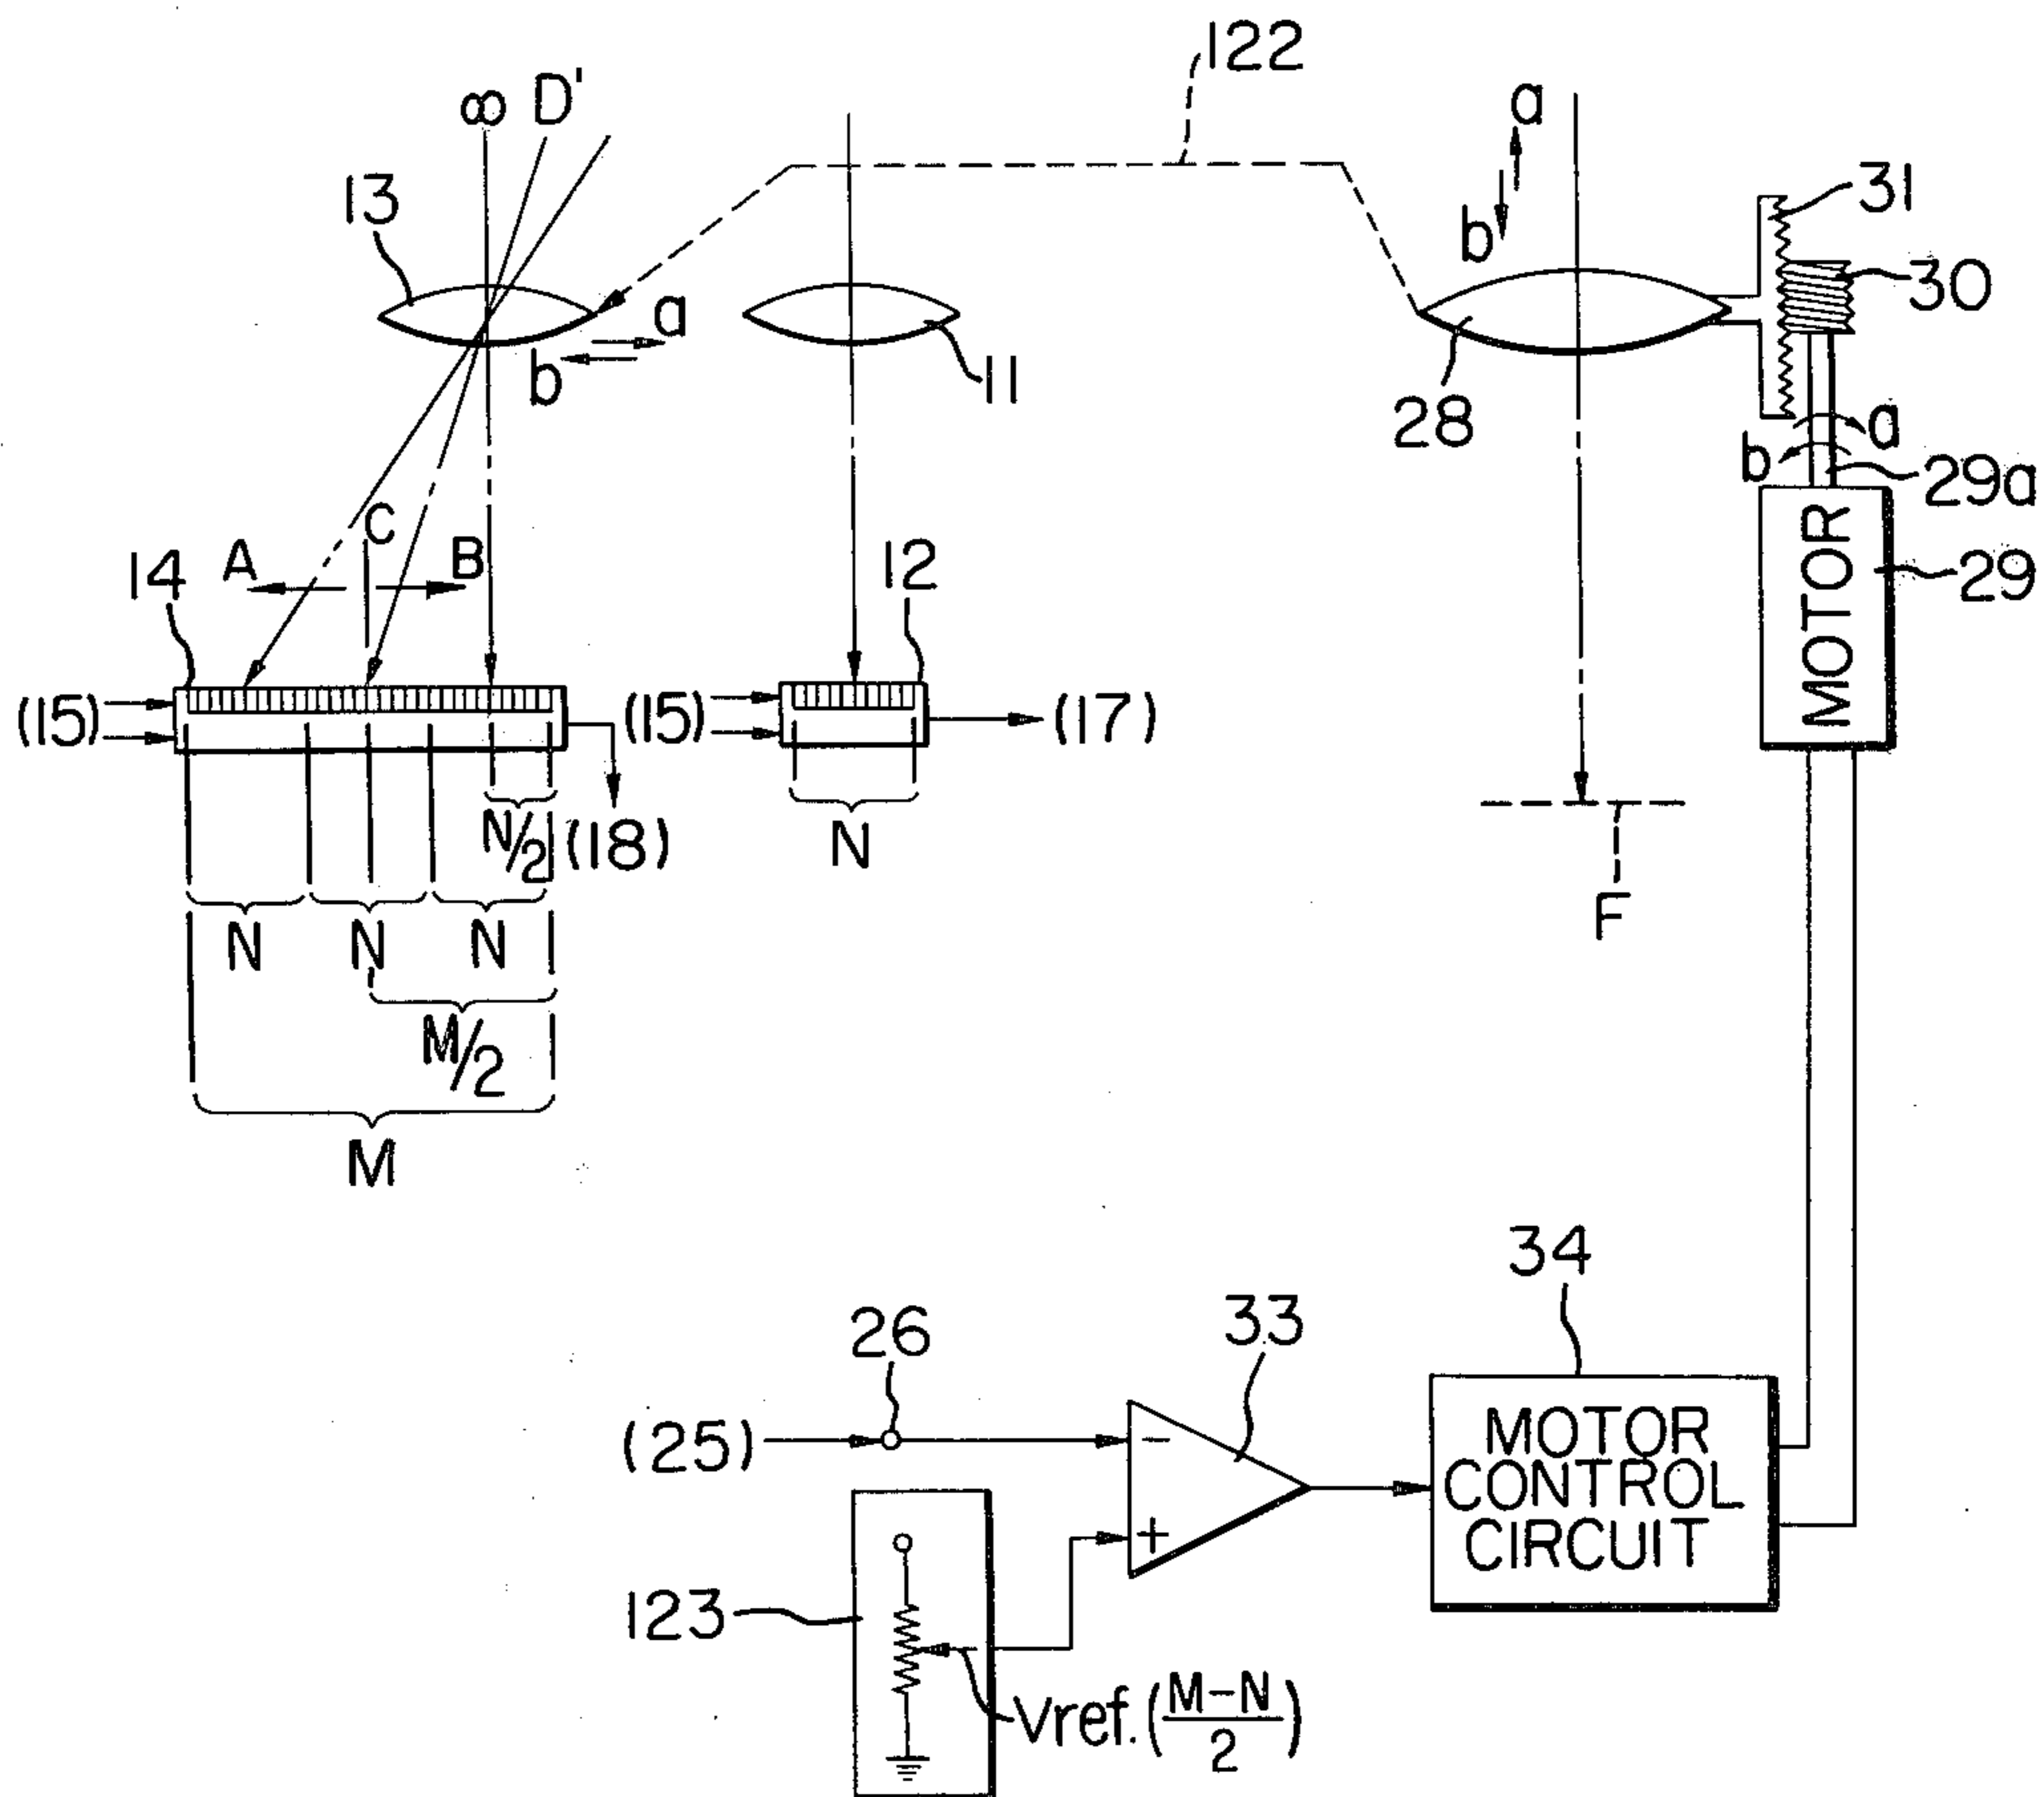 122
∞ D'
a
b
13
31
30
a
b
11
28
a
b
29a
C
A
B
14
12
MOTOR
29
(15)
(15)
(17)
N/2
(18)
N
F
N
N
N
M/2
M
34
26
33
(25)
−
MOTOR
CONTROL
CIRCUIT
+
123
Vref.(M−N/2)